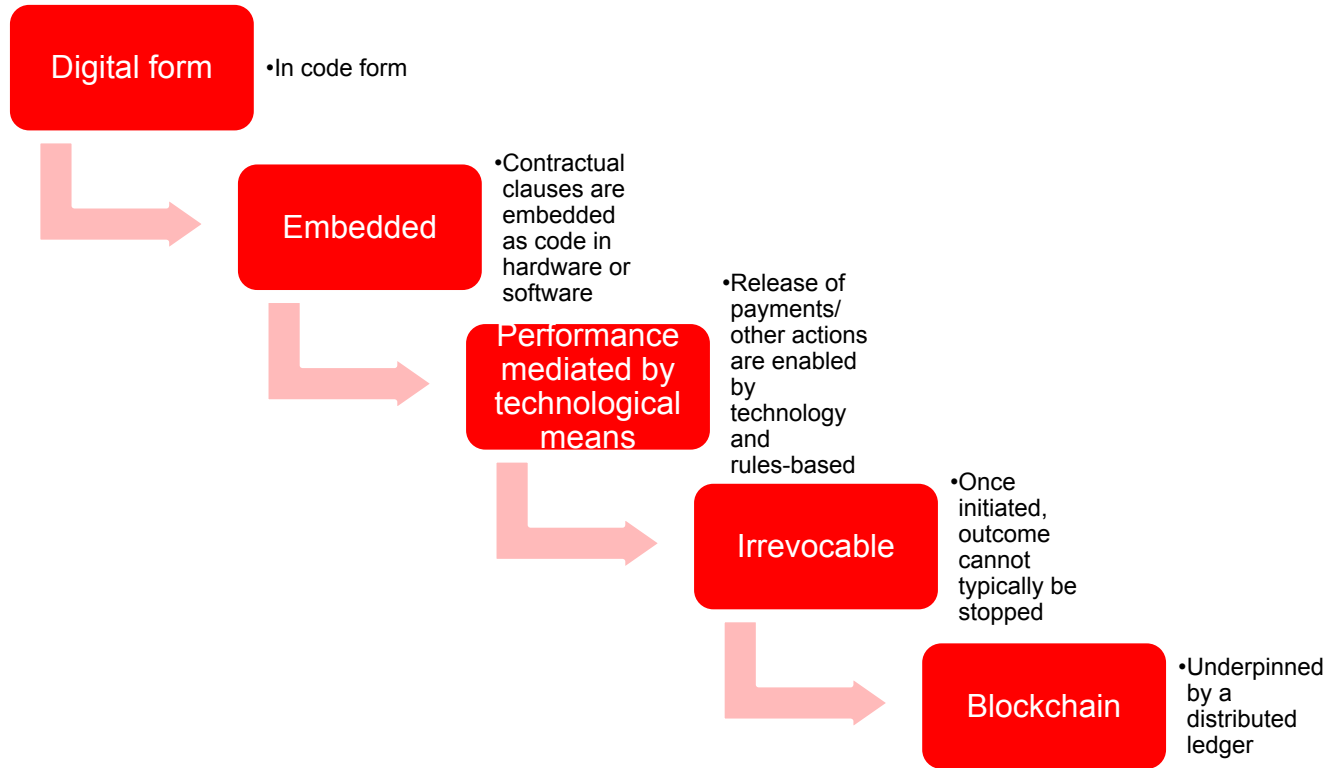 Digital form
•In code form
Embedded
•Contractual
clauses are
embedded
as code in
hardware or
software
Performance
mediated by
technological
means
•Release of
payments/
other actions
are enabled
by
technology
and
rules-based
Irrevocable
•Once
initiated,
outcome
cannot
typically be
stopped
Blockchain
•Underpinned
by a
distributed
ledger